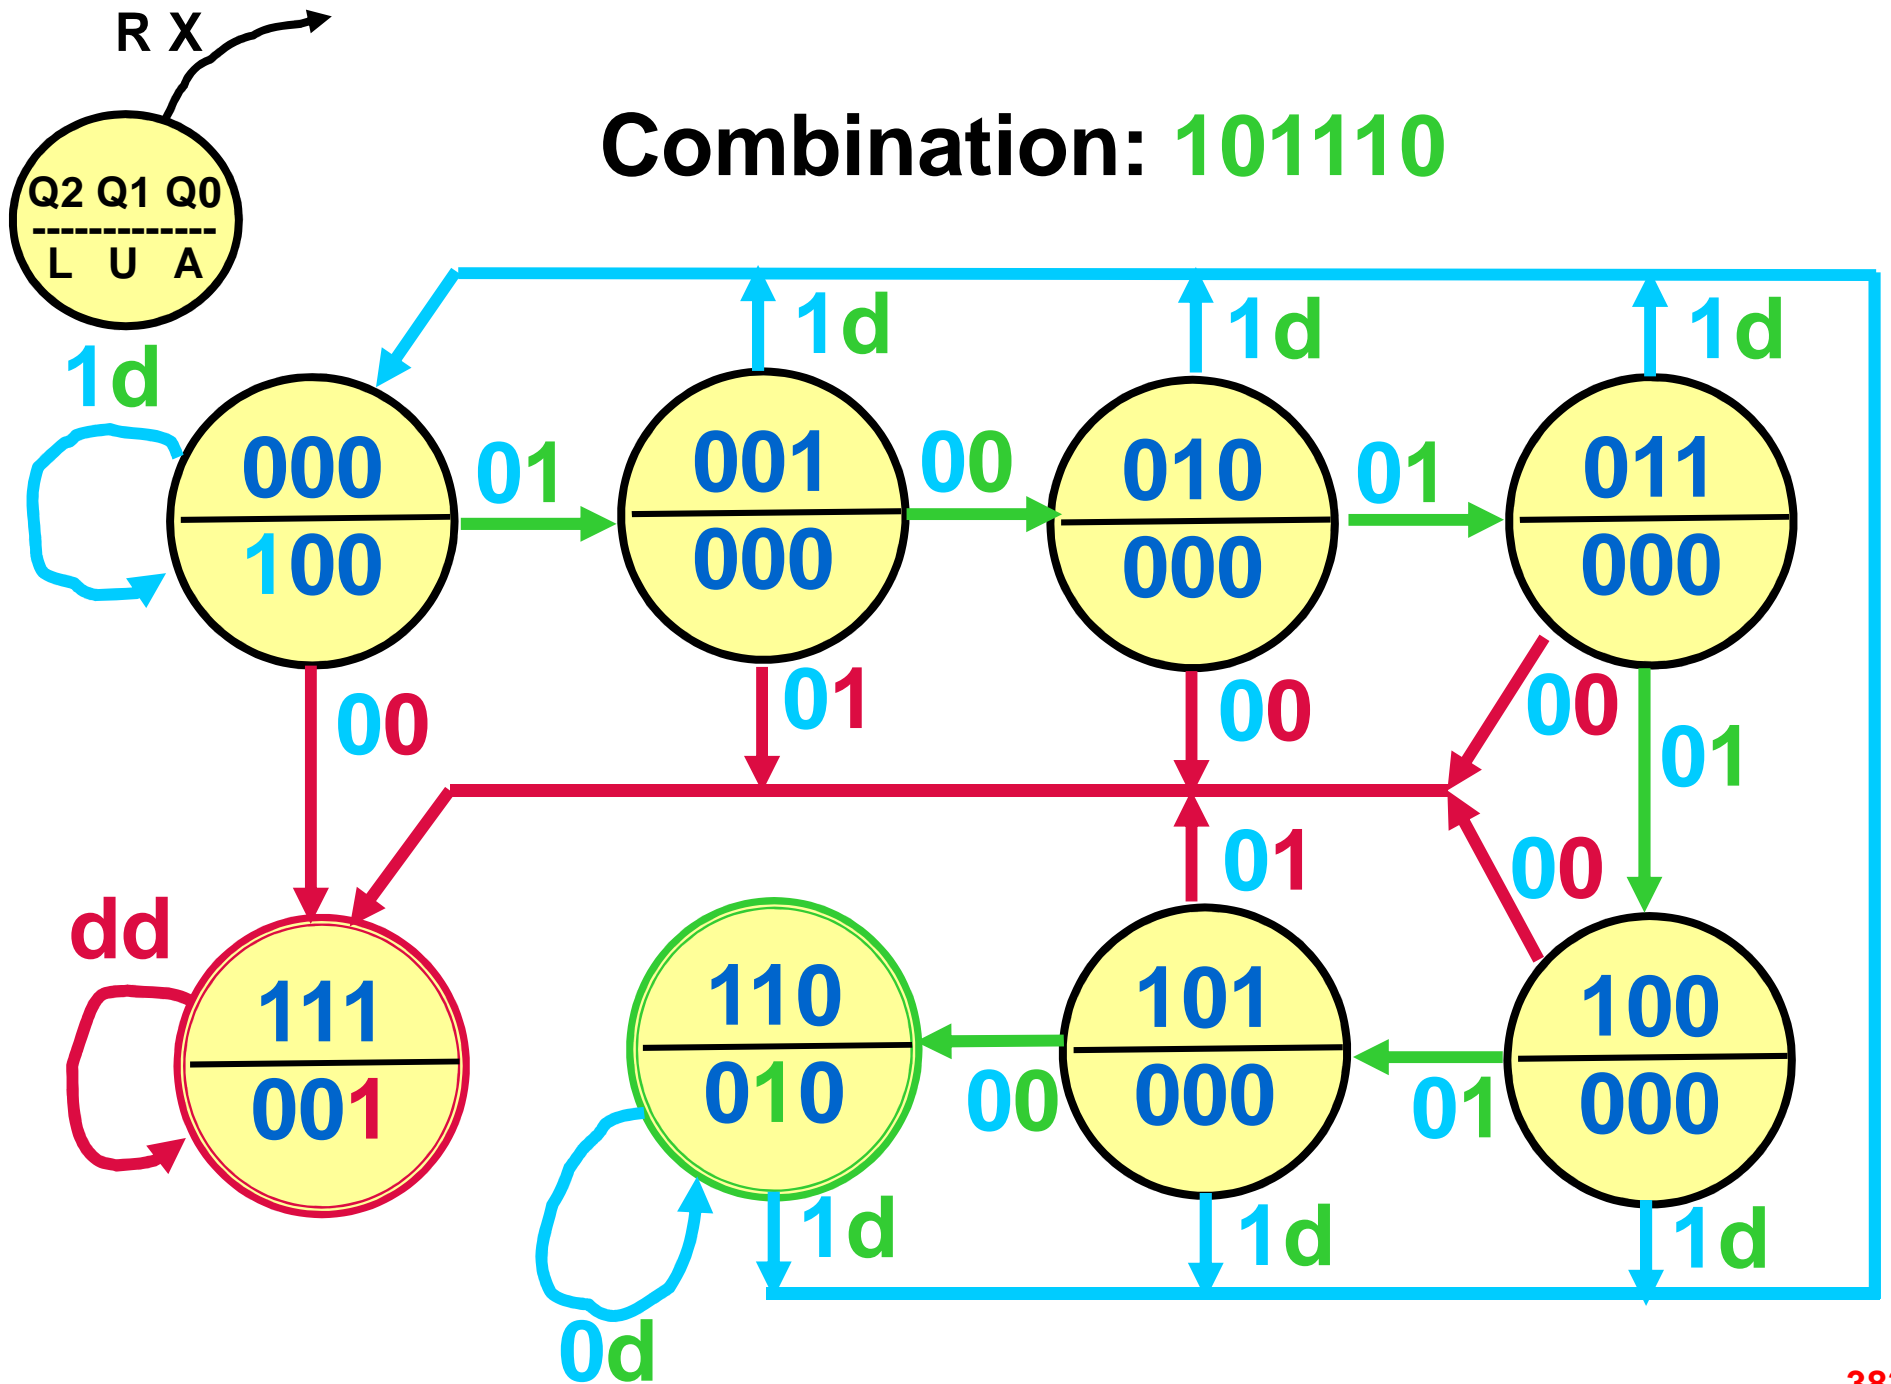 R X
Combination: 101110
Q2 Q1 Q0
-------------
L U A
1d 1d 1d
1d
000 001 010 011
01 00 01
100 000 000 000
00 01 00 00
01
01 00
dd
111 110 101 100
001 010 000 000
00 01
1d 1d 1d
0d